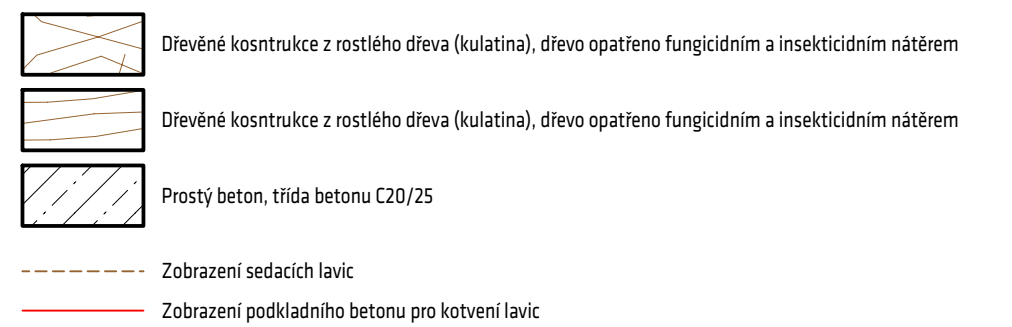 Dřevěné kosntrukce z rostlého dřeva (kulatina), dřevo opatřeno fungicidním a insekticidním nátěrem
Dřevěné kosntrukce z rostlého dřeva (kulatina), dřevo opatřeno fungicidním a insekticidním nátěrem
Prostý beton, třída betonu C20/25
Zobrazení sedacích lavic
Zobrazení podkladního betonu pro kotvení lavic